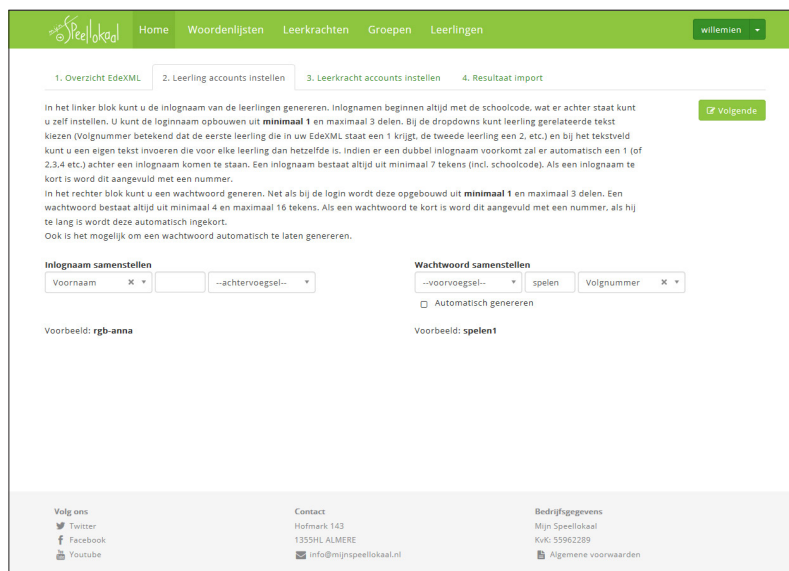 mijn Speellokaal Home Woordenlijsten Leerkrachten Groepen Leerlingen willemien
1. Overzicht EdeXML 2. Leerling accounts instellen 3. Leerkracht accounts instellen 4. Resultaat import
In het linker blok kunt u de inlognaam van de leerlingen genereren. Inlognamen beginnen altijd met de schoolcode, wat er achter staat kunt
u zelf instellen. U kunt de loginnaam opbouwen uit minimaal 1 en maximaal 3 delen. Bij de dropdowns kunt leerling gerelateerde tekst
kiezen (Volgnummer betekend dat de eerste leerling die in uw EdeXML staat een 1 krijgt, de tweede leerling een 2, etc.) en bij het tekstveld
kunt u een eigen tekst invoeren die voor elke leerling dan hetzelfde is. Indien er een dubbel inlognaam voorkomt zal er automatisch een 1 (of
2,3,4 etc.) achter een inlognaam komen te staan. Een inlognaam bestaat altijd uit minimaal 7 tekens (incl. schoolcode). Als een inlognaam te
kort is word dit aangevuld met een nummer.
In het rechter blok kunt u een wachtwoord generen. Net als bij de login wordt deze opgebouwd uit minimaal 1 en maximaal 3 delen. Een
wachtwoord bestaat altijd uit minimaal 4 en maximaal 16 tekens. Als een wachtwoord te kort is word dit aangevuld met een nummer, als hij
te lang is wordt deze automatisch ingekort.
Ook is het mogelijk om een wachtwoord automatisch te laten genereren.
Volgende
Inlognaam samenstellen
Voornaam × --achtervoegsel--
Voorbeeld: rgb-anna
Wachtwoord samenstellen
--voorvoegsel-- spelen Volgnummer ×
Automatisch genereren
Voorbeeld: spelen1
Volg ons
Twitter
Facebook
Youtube
Contact
Hofmark 143
1355HL ALMERE
info@mijnspeellokaal.nl
Bedrijfsgegevens
Mijn Speellokaal
KvK: 55962289
Algemene voorwaarden